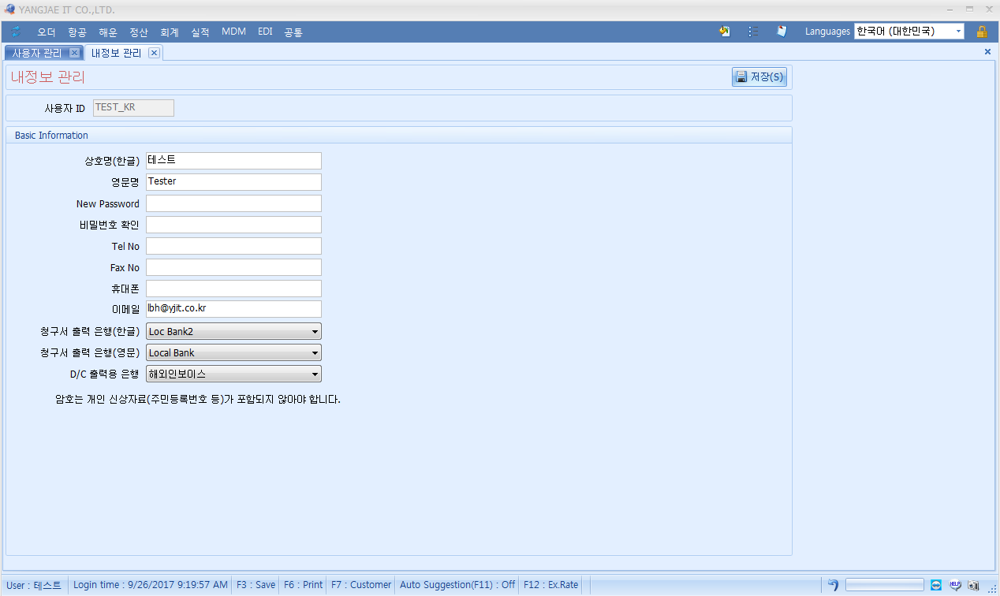 YANGJAE IT CO.,LTD.
오더 항공 해운 정산 회계 실적 MDM EDI 공통 Languages 한국어 (대한민국)
사용자 관리 내정보 관리
내정보 관리 저장(S)
사용자 ID TEST_KR
Basic Information
상호명(한글) 테스트
영문명 Tester
New Password
비밀번호 확인
Tel No
Fax No
휴대폰
이메일 lbh@yjit.co.kr
청구서 출력 은행(한글) Loc Bank2
청구서 출력 은행(영문) Local Bank
D/C 출력용 은행 해외인보이스
암호는 개인 신상자료(주민등록번호 등)가 포함되지 않아야 합니다.
User : 테스트 Login time : 9/26/2017 9:19:57 AM F3 : Save F6 : Print F7 : Customer Auto Suggestion(F11) : Off F12 : Ex.Rate HELP